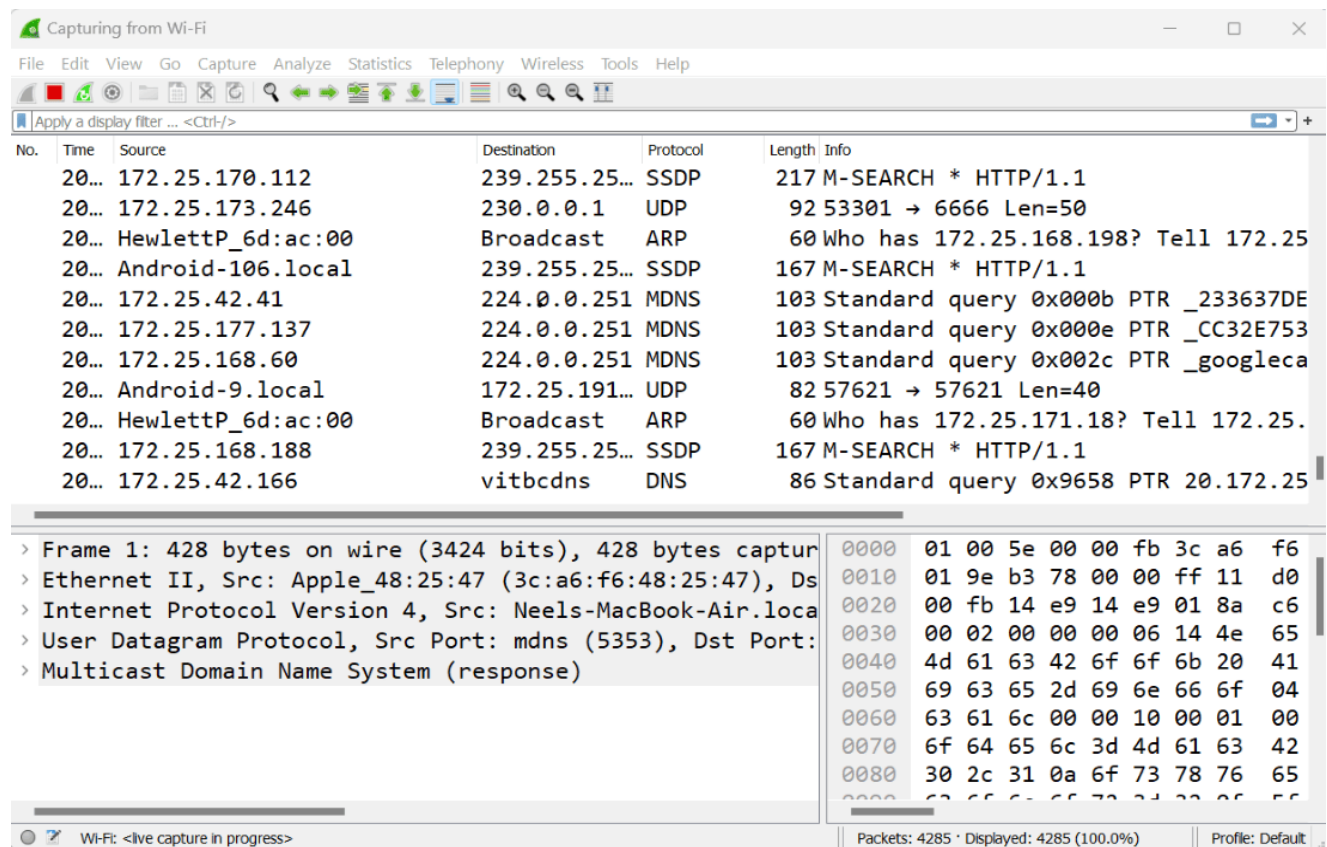 Capturing from Wi-Fi
File Edit View Go Capture Analyze Statistics Telephony Wireless Tools Help
Apply a display filter ... <Ctrl-/>
No. Time Source Destination Protocol Length Info
20... 172.25.170.112 239.255.25... SSDP 217 M-SEARCH * HTTP/1.1
20... 172.25.173.246 230.0.0.1 UDP 92 53301 → 6666 Len=50
20... HewlettP_6d:ac:00 Broadcast ARP 60 Who has 172.25.168.198? Tell 172.25
20... Android-106.local 239.255.25... SSDP 167 M-SEARCH * HTTP/1.1
20... 172.25.42.41 224.0.0.251 MDNS 103 Standard query 0x000b PTR _233637DE
20... 172.25.177.137 224.0.0.251 MDNS 103 Standard query 0x000e PTR _CC32E753
20... 172.25.168.60 224.0.0.251 MDNS 103 Standard query 0x002c PTR _googleca
20... Android-9.local 172.25.191... UDP 82 57621 → 57621 Len=40
20... HewlettP_6d:ac:00 Broadcast ARP 60 Who has 172.25.171.18? Tell 172.25.
20... 172.25.168.188 239.255.25... SSDP 167 M-SEARCH * HTTP/1.1
20... 172.25.42.166 vitbcdns DNS 86 Standard query 0x9658 PTR 20.172.25
Frame 1: 428 bytes on wire (3424 bits), 428 bytes captur
Ethernet II, Src: Apple_48:25:47 (3c:a6:f6:48:25:47), Ds
Internet Protocol Version 4, Src: Neels-MacBook-Air.loca
User Datagram Protocol, Src Port: mdns (5353), Dst Port:
Multicast Domain Name System (response)
0000 01 00 5e 00 00 fb 3c a6 f6
0010 01 9e b3 78 00 00 ff 11 d0
0020 00 fb 14 e9 14 e9 01 8a c6
0030 00 02 00 00 00 06 14 4e 65
0040 4d 61 63 42 6f 6f 6b 20 41
0050 69 63 65 2d 69 6e 66 6f 04
0060 63 61 6c 00 00 10 00 01 00
0070 6f 64 65 6c 3d 4d 61 63 42
0080 30 2c 31 0a 6f 73 78 76 65
Wi-Fi: <live capture in progress>
Packets: 4285 · Displayed: 4285 (100.0%)
Profile: Default